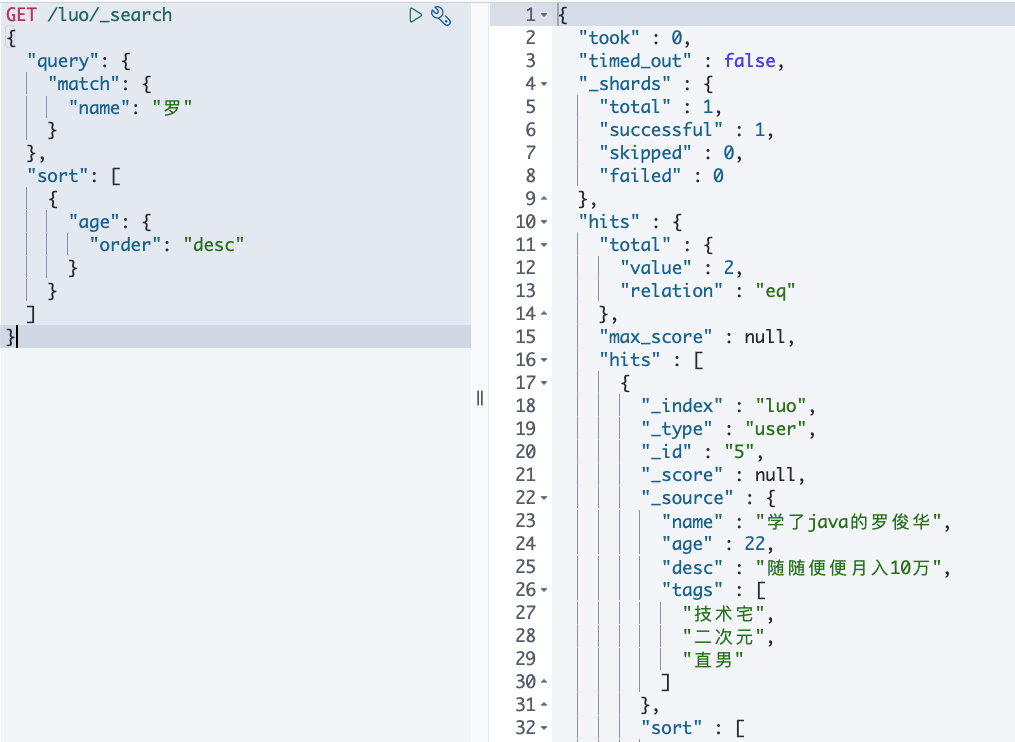 GET /luo/_search
{
  "query": {
    "match": {
      "name": "罗"
    }
  },
  "sort": [
    {
      "age": {
        "order": "desc"
      }
    }
  ]
}
1 {
2   "took" : 0,
3   "timed_out" : false,
4   "_shards" : {
5     "total" : 1,
6     "successful" : 1,
7     "skipped" : 0,
8     "failed" : 0
9   },
10   "hits" : {
11     "total" : {
12       "value" : 2,
13       "relation" : "eq"
14     },
15     "max_score" : null,
16     "hits" : [
17       {
18         "_index" : "luo",
19         "_type" : "user",
20         "_id" : "5",
21         "_score" : null,
22         "_source" : {
23           "name" : "学了java的罗俊华",
24           "age" : 22,
25           "desc" : "随随便便月入10万",
26           "tags" : [
27             "技术宅",
28             "二次元",
29             "直男"
30           ]
31         },
32         "sort" : [